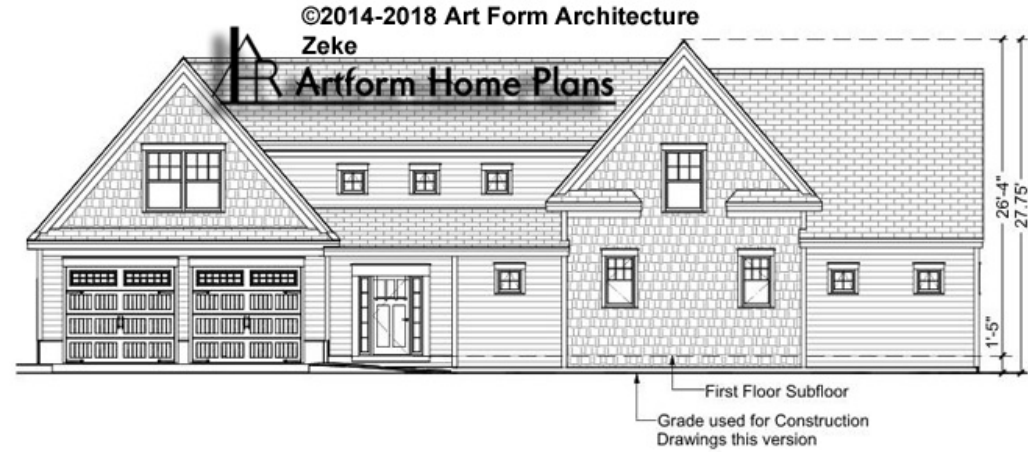 ©2014-2018 Art Form Architecture
Zeke
Artform Home Plans
26'-4"
27.75'
1'-5"
First Floor Subfloor
Grade used for Construction
Drawings this version